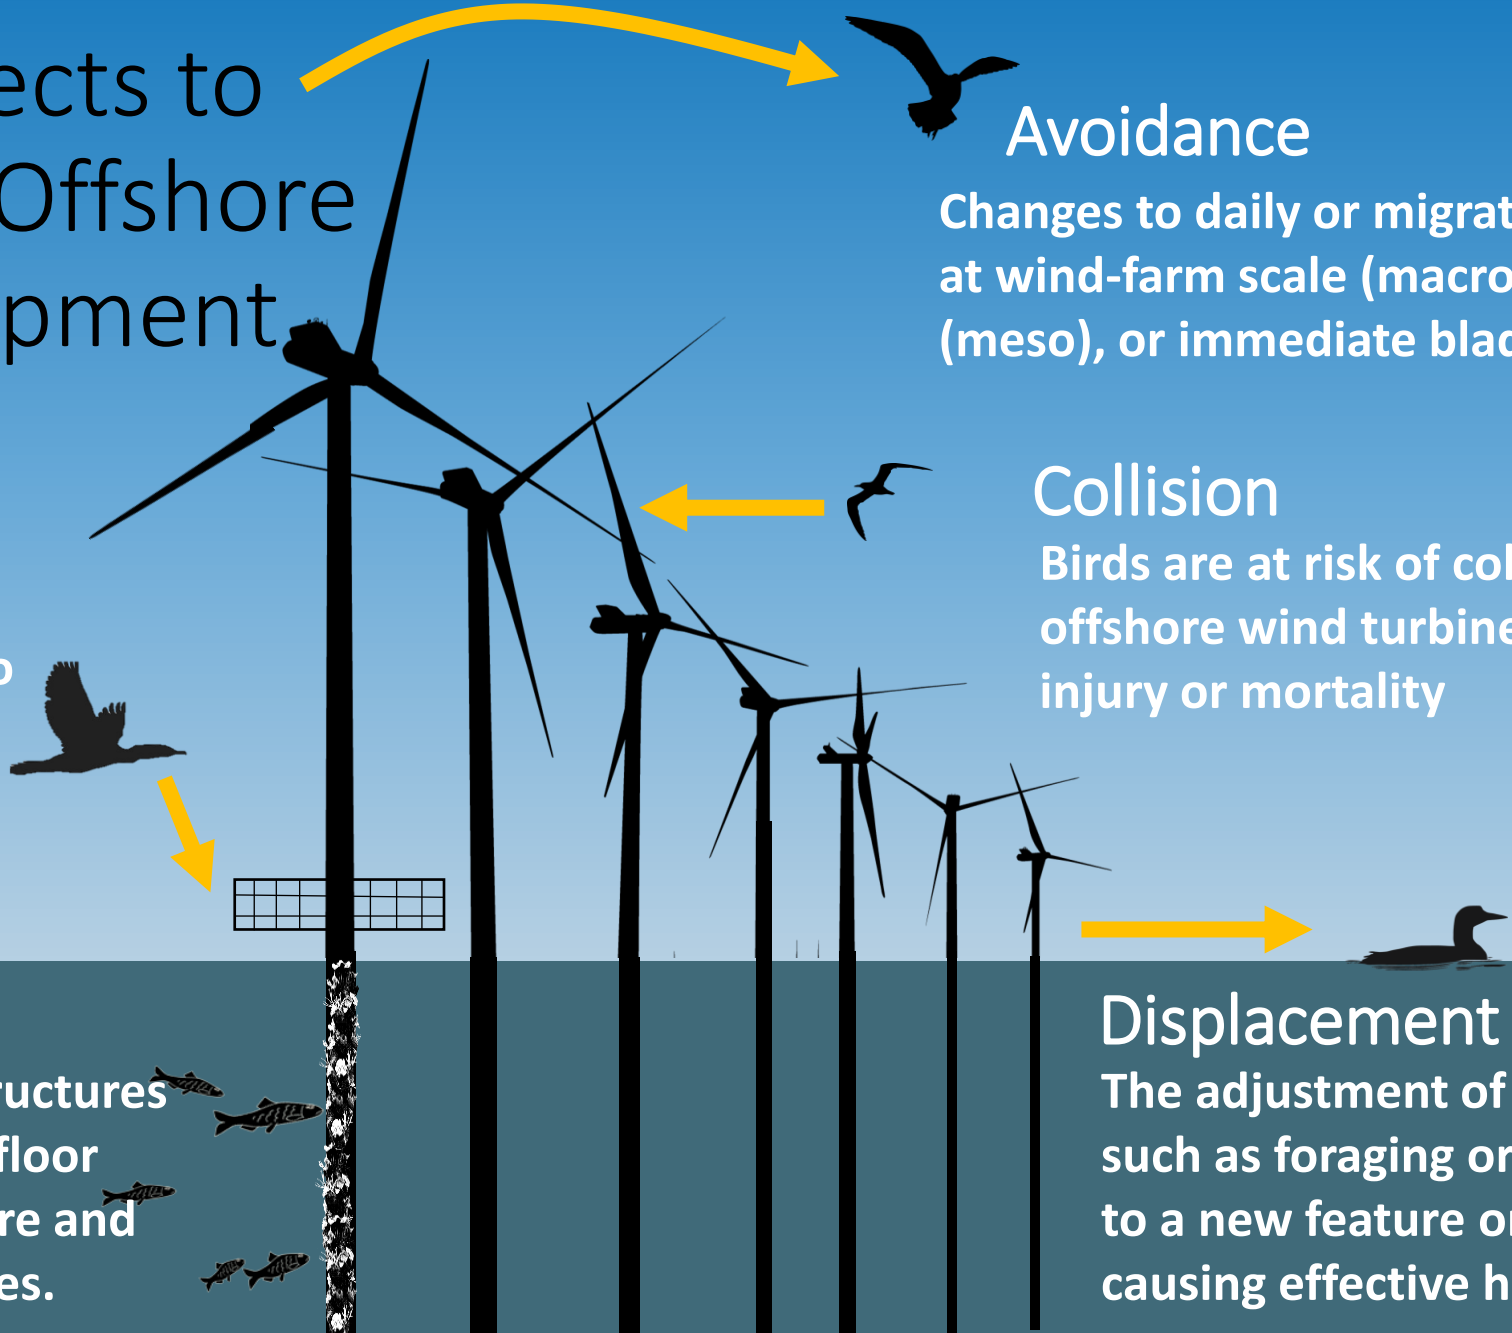 ects to
Offshore
pment
Avoidance
Changes to daily or migrat
at wind-farm scale (macro
(meso), or immediate blad
Collision
Birds are at risk of col
offshore wind turbine
injury or mortality
ructures
floor
re and
es.
Displacement
The adjustment of
such as foraging or
to a new feature or
causing effective h